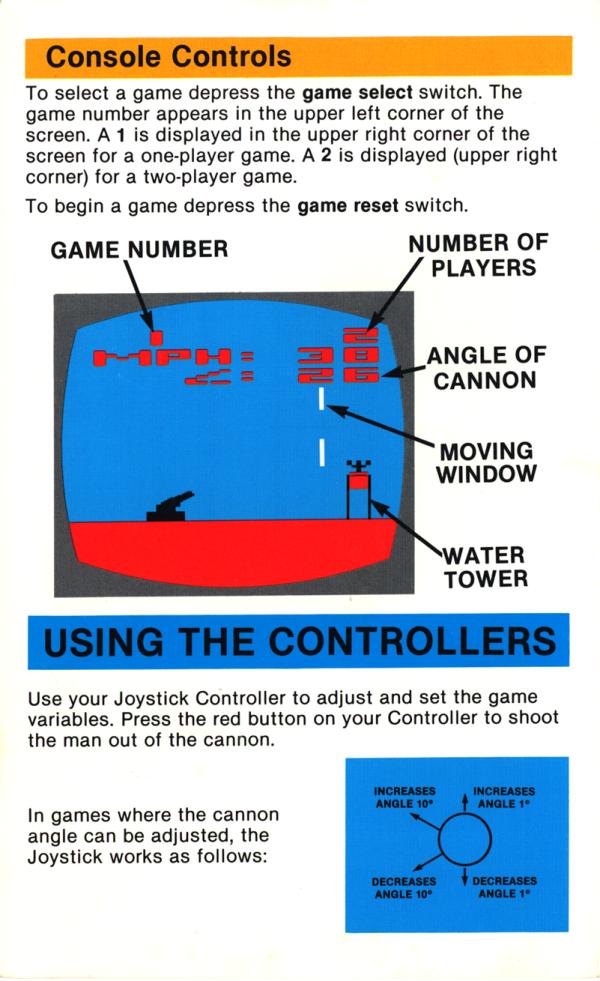 Console Controls
To select a game depress the game select switch. The
game number appears in the upper left corner of the
screen. A 1 is displayed in the upper right corner of the
screen for a one-player game. A 2 is displayed (upper right
corner) for a two-player game.
To begin a game depress the game reset switch.
GAME NUMBER
NUMBER OF
PLAYERS
2
MPH: 38
∠: 26
ANGLE OF
CANNON
MOVING
WINDOW
WATER
TOWER
USING THE CONTROLLERS
Use your Joystick Controller to adjust and set the game
variables. Press the red button on your Controller to shoot
the man out of the cannon.
In games where the cannon
angle can be adjusted, the
Joystick works as follows:
INCREASES
ANGLE 10°
INCREASES
ANGLE 1°
DECREASES
ANGLE 10°
DECREASES
ANGLE 1°